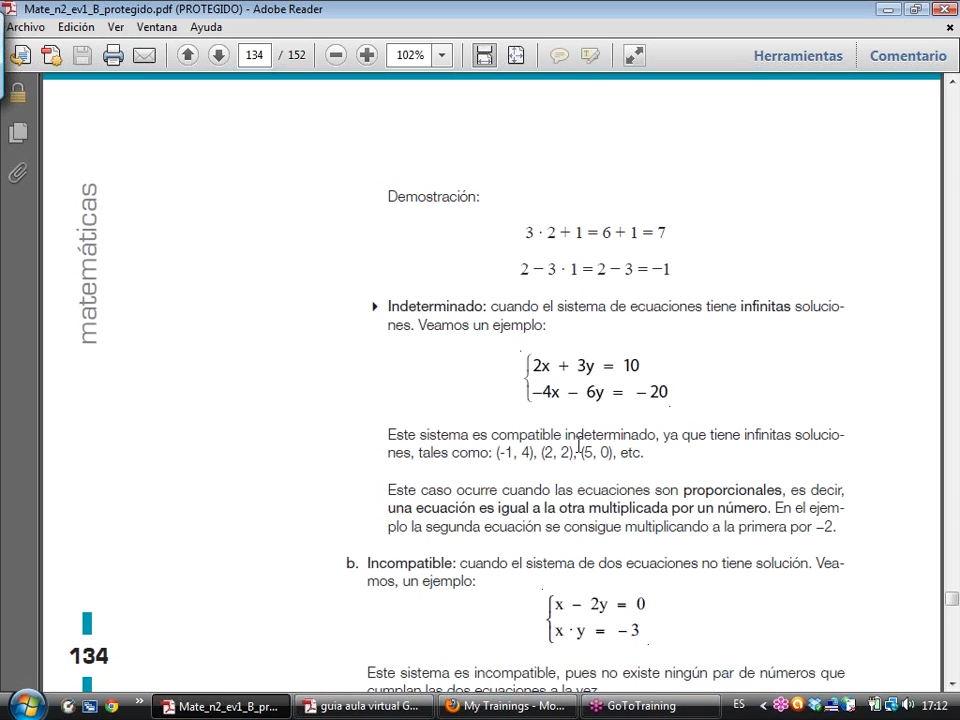 Mate_n2_ev1_B_protegido.pdf (PROTEGIDO) - Adobe Reader
Archivo Edición Ver Ventana Ayuda
134 / 152 102% Herramientas Comentario
matemáticas
Demostración:
3 · 2 + 1 = 6 + 1 = 7
2 − 3 · 1 = 2 − 3 = −1
Indeterminado: cuando el sistema de ecuaciones tiene infinitas solucio-
nes. Veamos un ejemplo:
2x + 3y = 10
−4x − 6y = − 20
Este sistema es compatible indeterminado, ya que tiene infinitas solucio-
nes, tales como: (-1, 4), (2, 2), (5, 0), etc.
Este caso ocurre cuando las ecuaciones son proporcionales, es decir,
una ecuación es igual a la otra multiplicada por un número. En el ejem-
plo la segunda ecuación se consigue multiplicando a la primera por −2.
b. Incompatible: cuando el sistema de dos ecuaciones no tiene solución. Vea-
mos, un ejemplo:
x − 2y = 0
x · y = − 3
134
Este sistema es incompatible, pues no existe ningún par de números que
cumplan las dos ecuaciones a la vez.
Mate_n2_ev1_B_pr... guia aula virtual G... My Trainings - Mo... GoToTraining ES 17:12